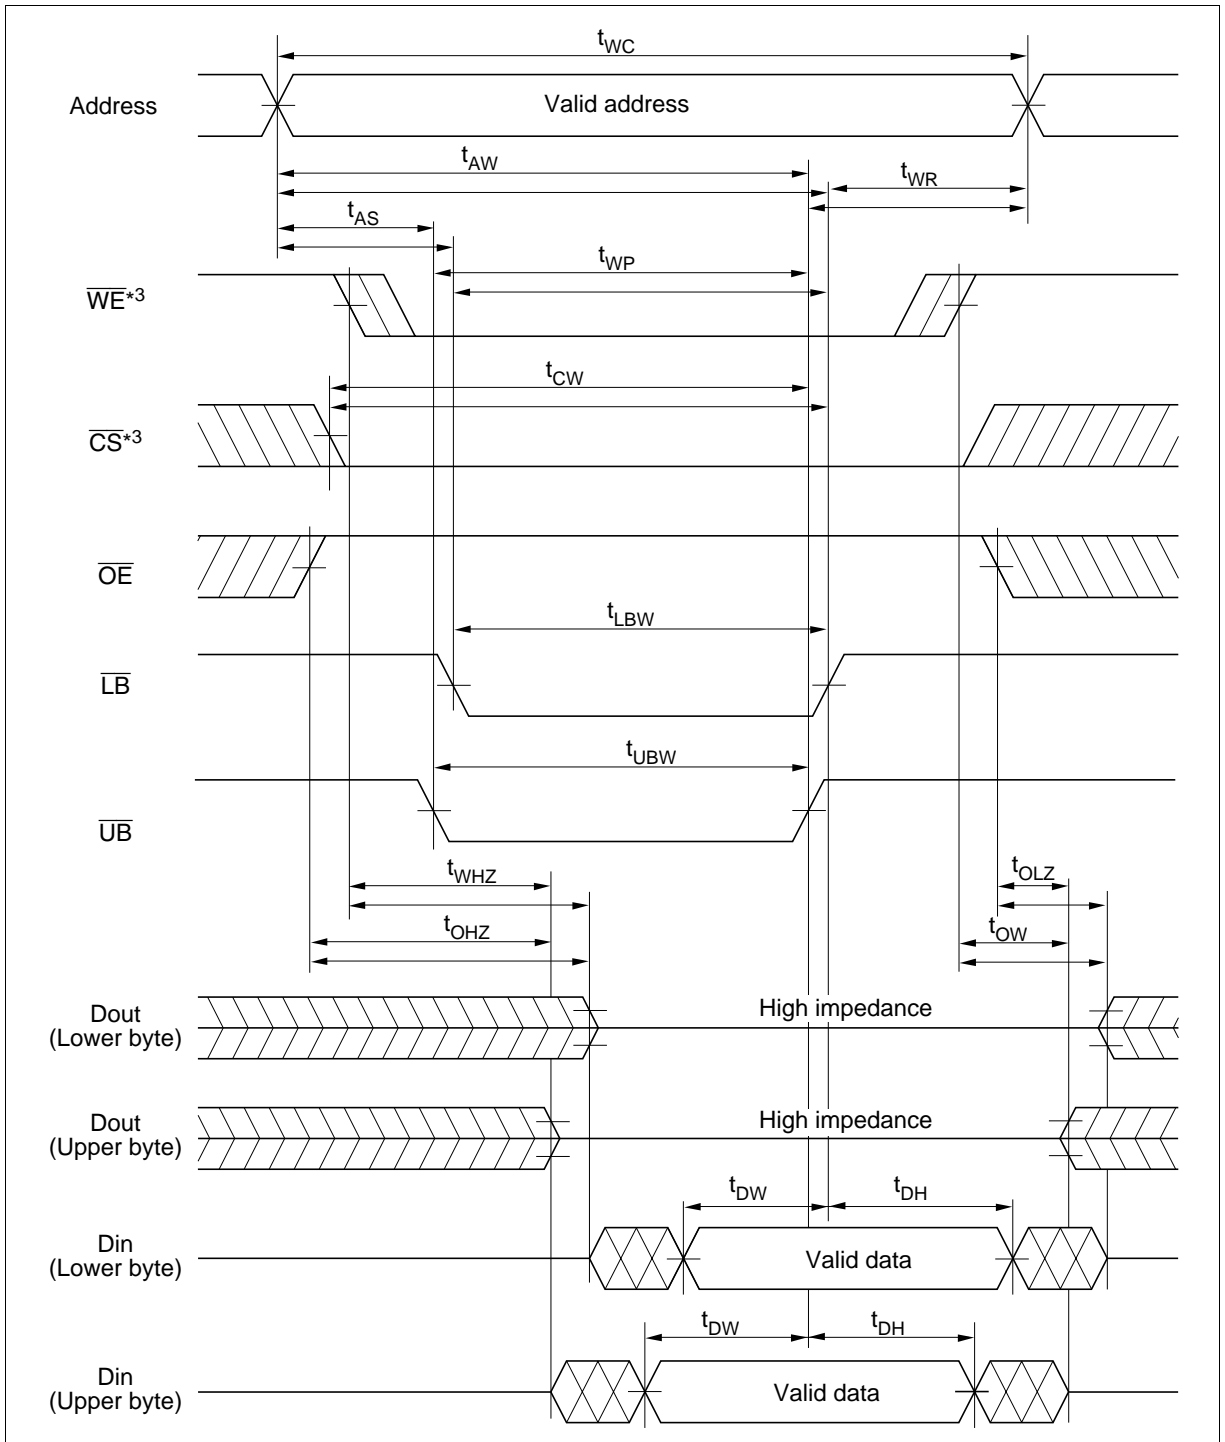 tWC
Address
Valid address
tAW
tWR
tAS
tWP
WE*3
tCW
CS*3
OE
tLBW
LB
tUBW
UB
tWHZ
tOLZ
tOHZ
tOW
Dout
(Lower byte)
High impedance
Dout
(Upper byte)
High impedance
tDW
tDH
Din
(Lower byte)
Valid data
tDW
tDH
Din
(Upper byte)
Valid data